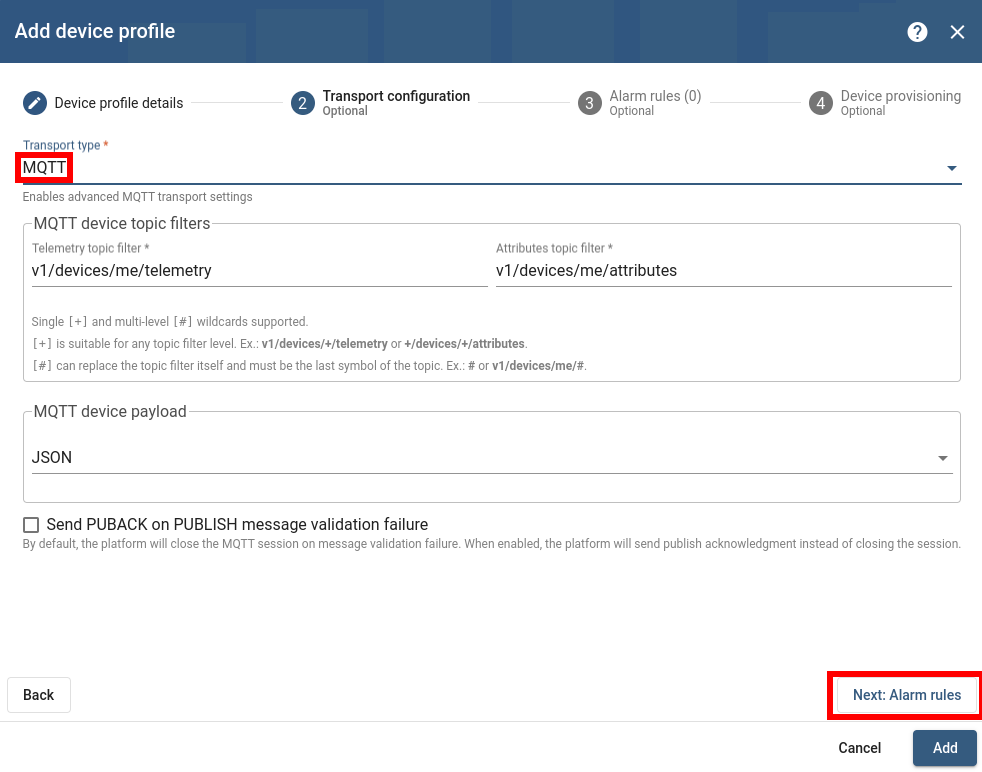 Add device profile
Device profile details
2 Transport configuration
Optional
3 Alarm rules (0)
Optional
4 Device provisioning
Optional
Transport type *
MQTT
Enables advanced MQTT transport settings
MQTT device topic filters
Telemetry topic filter *
v1/devices/me/telemetry
Attributes topic filter *
v1/devices/me/attributes
Single [+] and multi-level [#] wildcards supported.
[+] is suitable for any topic filter level. Ex.: v1/devices/+/telemetry or +/devices/+/attributes.
[#] can replace the topic filter itself and must be the last symbol of the topic. Ex.: # or v1/devices/me/#.
MQTT device payload
JSON
Send PUBACK on PUBLISH message validation failure
By default, the platform will close the MQTT session on message validation failure. When enabled, the platform will send publish acknowledgment instead of closing the session.
Back
Next: Alarm rules
Cancel
Add